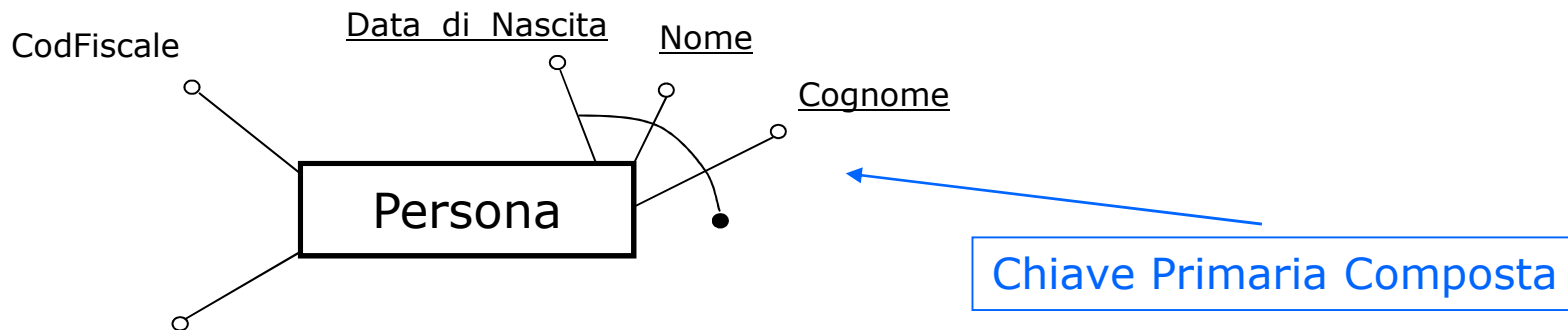 Data di Nascita
Nome
CodFiscale
Cognome
Persona
Chiave Primaria Composta